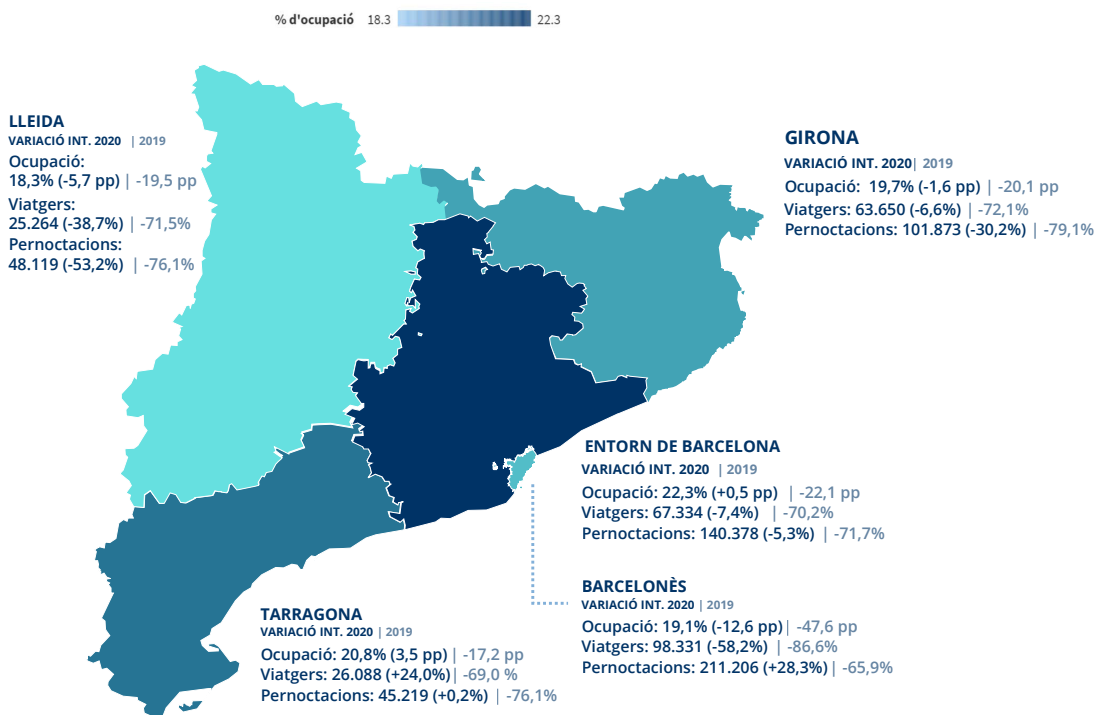 % d'ocupació 18.3 22.3
LLEIDA
VARIACIÓ INT. 2020 | 2019
Ocupació:
18,3% (-5,7 pp) | -19,5 pp
Viatgers:
25.264 (-38,7%) | -71,5%
Pernoctacions:
48.119 (-53,2%) | -76,1%
GIRONA
VARIACIÓ INT. 2020| 2019
Ocupació: 19,7% (-1,6 pp) | -20,1 pp
Viatgers: 63.650 (-6,6%) | -72,1%
Pernoctacions: 101.873 (-30,2%) | -79,1%
ENTORN DE BARCELONA
VARIACIÓ INT. 2020 | 2019
Ocupació: 22,3% (+0,5 pp) | -22,1 pp
Viatgers: 67.334 (-7,4%) | -70,2%
Pernoctacions: 140.378 (-5,3%) | -71,7%
BARCELONÈS
VARIACIÓ INT. 2020 | 2019
Ocupació: 19,1% (-12,6 pp)| -47,6 pp
Viatgers: 98.331 (-58,2%) | -86,6%
Pernoctacions: 211.206 (+28,3%)| -65,9%
TARRAGONA
VARIACIÓ INT. 2020 | 2019
Ocupació: 20,8% (3,5 pp) | -17,2 pp
Viatgers: 26.088 (+24,0%)| -69,0 %
Pernoctacions: 45.219 (+0,2%) | -76,1%